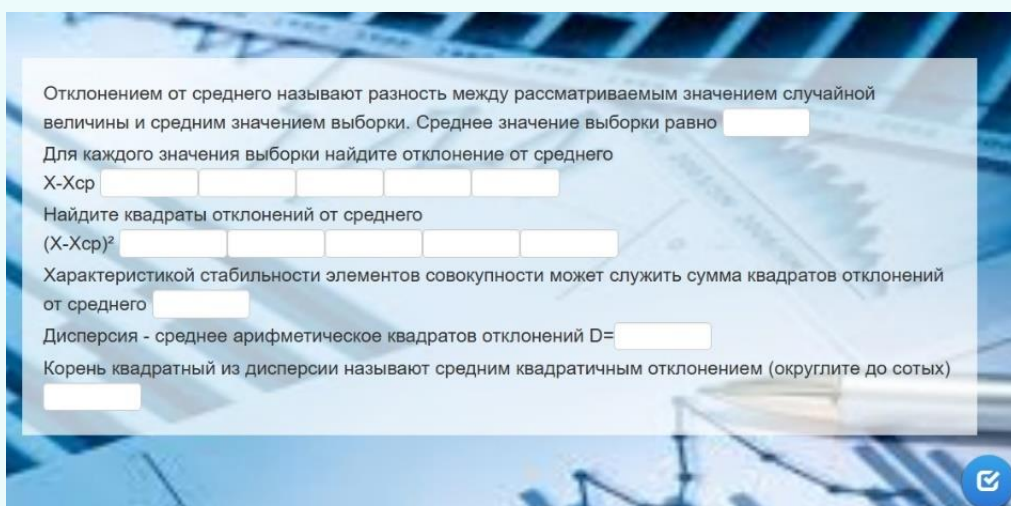 Отклонением от среднего называют разность между рассматриваемым значением случайной
величины и средним значением выборки. Среднее значение выборки равно
Для каждого значения выборки найдите отклонение от среднего
X-Xср
Найдите квадраты отклонений от среднего
(X-Xср)²
Характеристикой стабильности элементов совокупности может служить сумма квадратов отклонений
от среднего
Дисперсия - среднее арифметическое квадратов отклонений D=
Корень квадратный из дисперсии называют средним квадратичным отклонением (округлите до сотых)